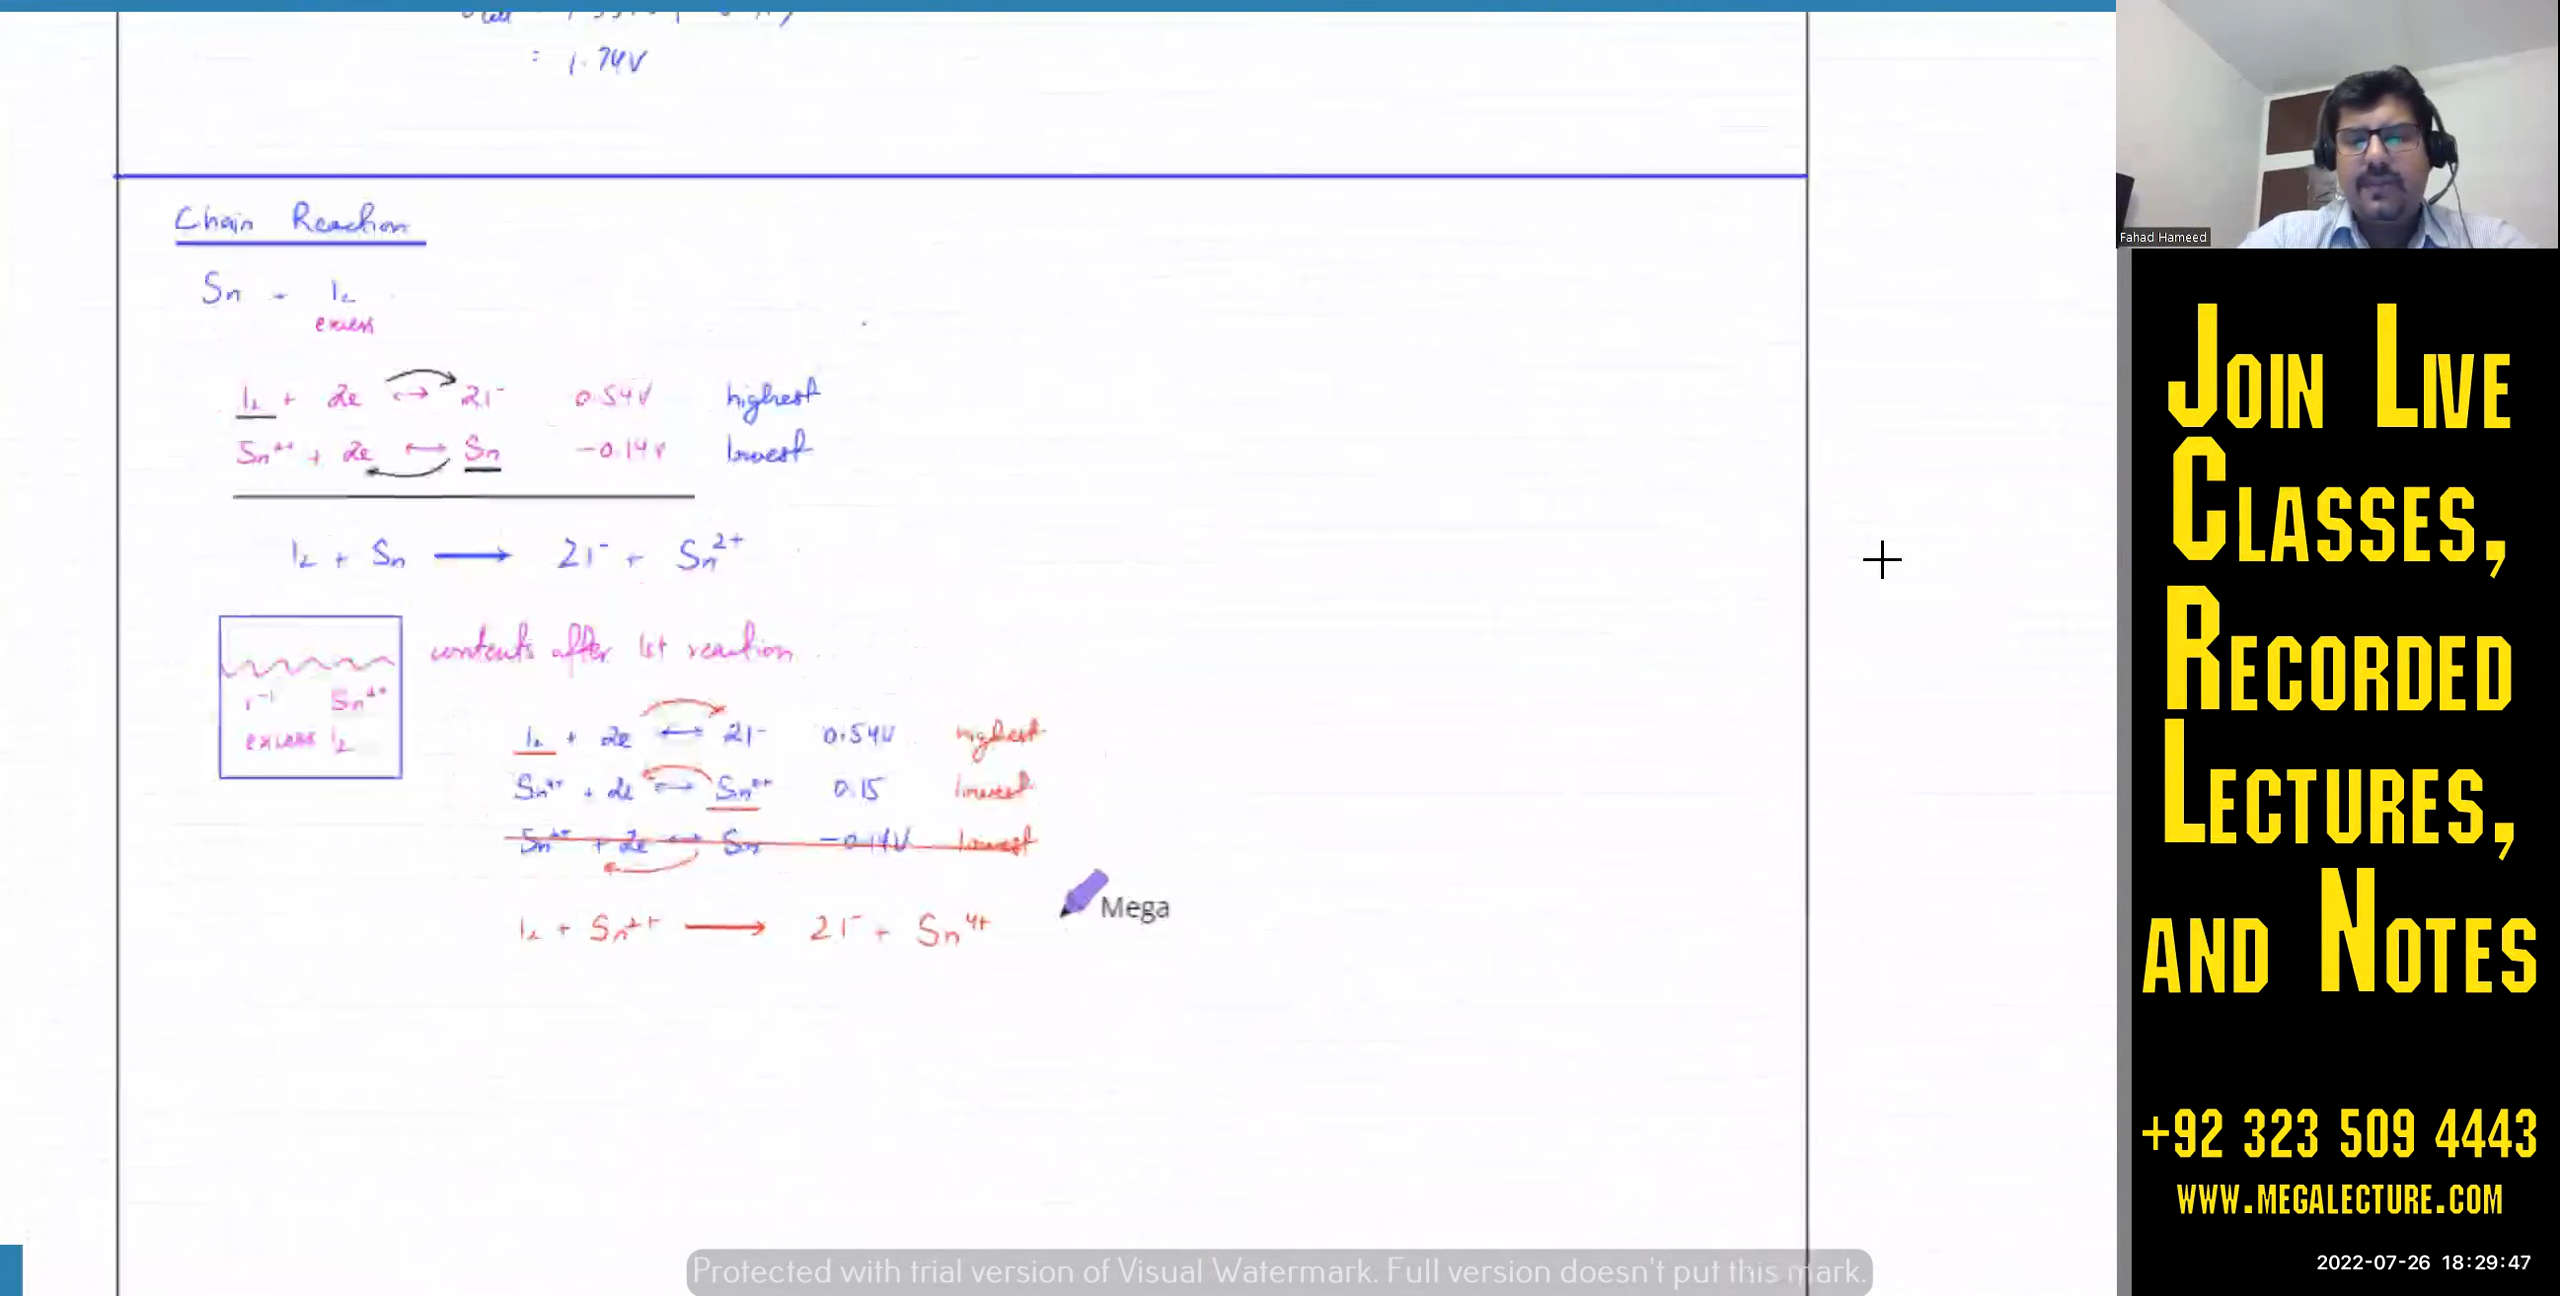 = 1.74V
Chain Reaction
Sn - I₂
excess
I₂ + 2e ↔ 2I⁻ 0.54V highest
Sn²⁺ + 2e ↔ Sn -0.14V lowest
I₂ + Sn ⟶ 2I⁻ + Sn²⁺
contents after 1st reaction
I⁻¹ Sn²⁺
excess I₂
I₂ + 2e ↔ 2I⁻ 0.54V highest
Sn⁴⁺ + 2e ↔ Sn²⁺ 0.15 lowest
Sn²⁺ + 2e ↔ Sn -0.14V lowest
I₂ + Sn²⁺ ⟶ 2I⁻ + Sn⁴⁺
Mega
Fahad Hameed
JOIN LIVE
CLASSES,
RECORDED
LECTURES,
AND NOTES
+92 323 509 4443
WWW.MEGALECTURE.COM
2022-07-26 18:29:47
Protected with trial version of Visual Watermark. Full version doesn't put this mark.